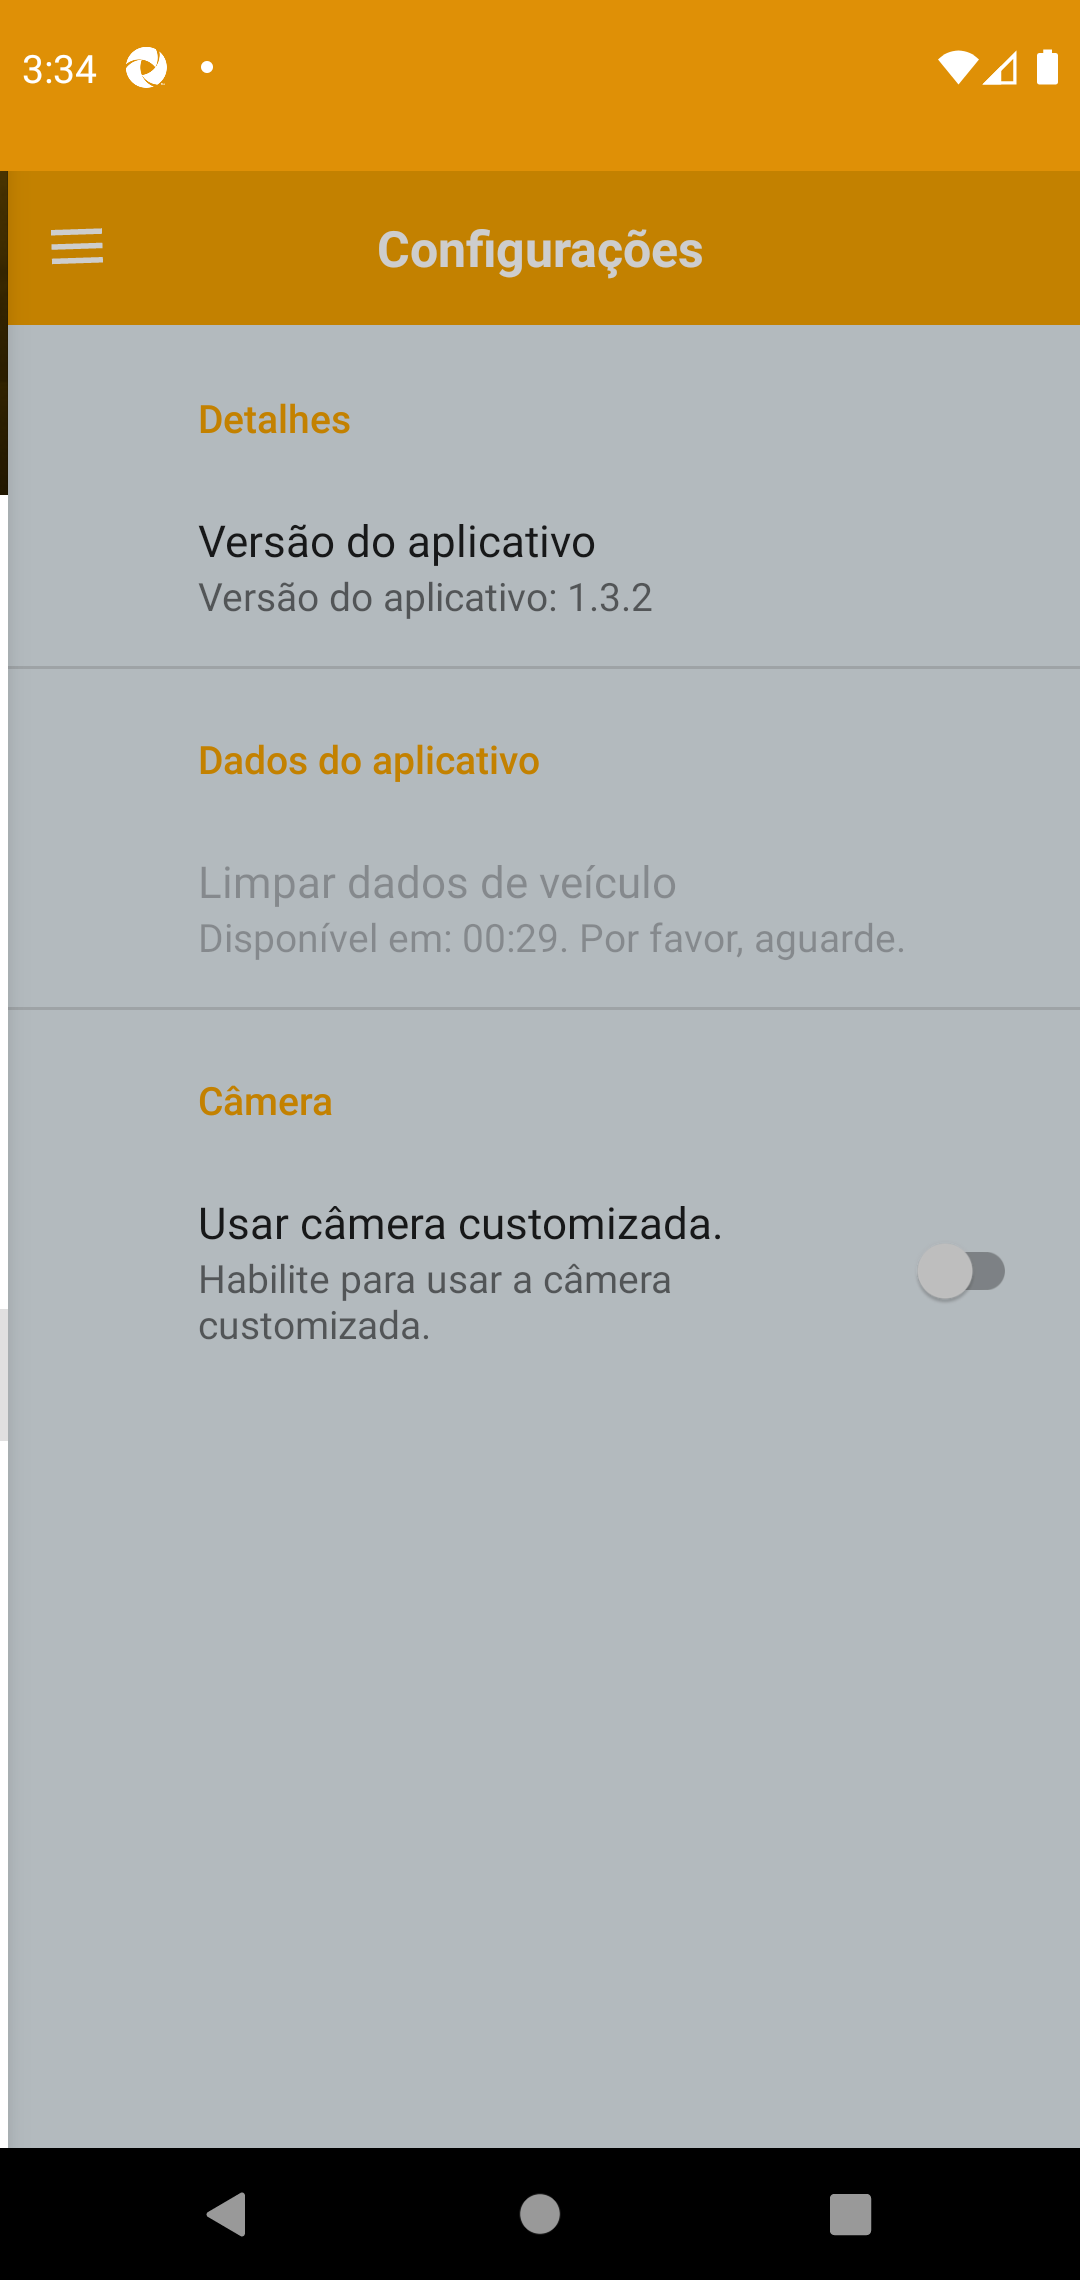 3:34
Configurações
Detalhes
Versão do aplicativo
Versão do aplicativo: 1.3.2
Dados do aplicativo
Limpar dados de veículo
Disponível em: 00:29. Por favor, aguarde.
Câmera
Usar câmera customizada.
Habilite para usar a câmera
customizada.